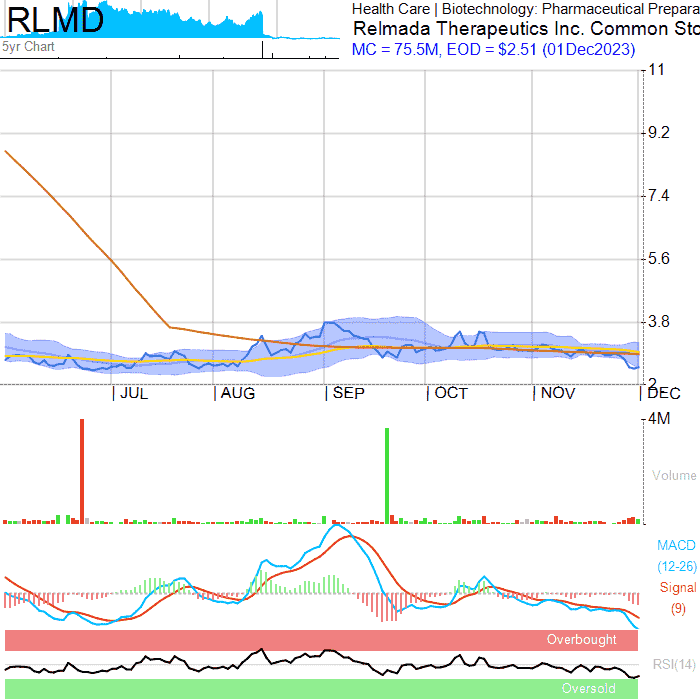 RLMD
5yr Chart
Health Care | Biotechnology: Pharmaceutical Prepara
Relmada Therapeutics Inc. Common Sto
MC = 75.5M, EOD = $2.51 (01Dec2023)
11
9.2
7.4
5.6
3.8
2
JUL
AUG
SEP
OCT
NOV
DEC
4M
Volume
MACD
(12-26)
Signal
(9)
Overbought
RSI(14)
Oversold